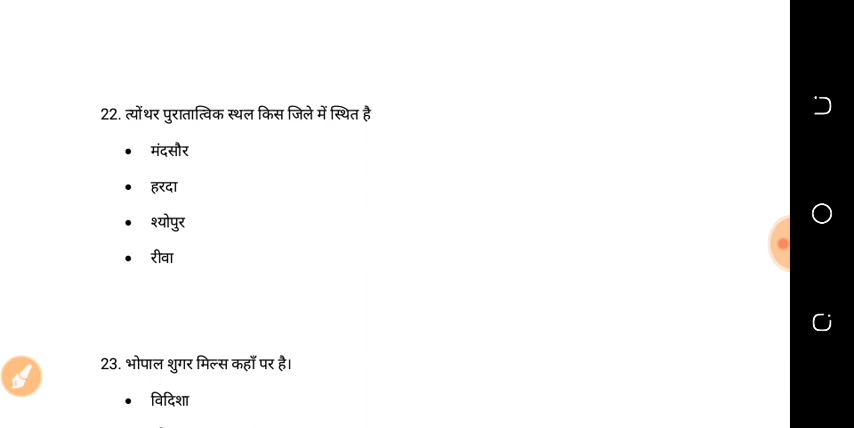 22. त्योंथर पुरातात्विक स्थल किस जिले में स्थित है
• मंदसौर
• हरदा
• श्योपुर
• रीवा
23. भोपाल शुगर मिल्स कहाँ पर है।
• विदिशा